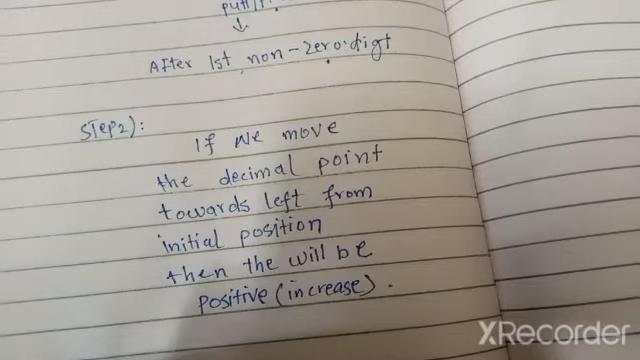 After 1st non-zero digt
Step2):
If we move
the decimal point
towards left from
initial position
then the will be
positive (increase).
XRecorder